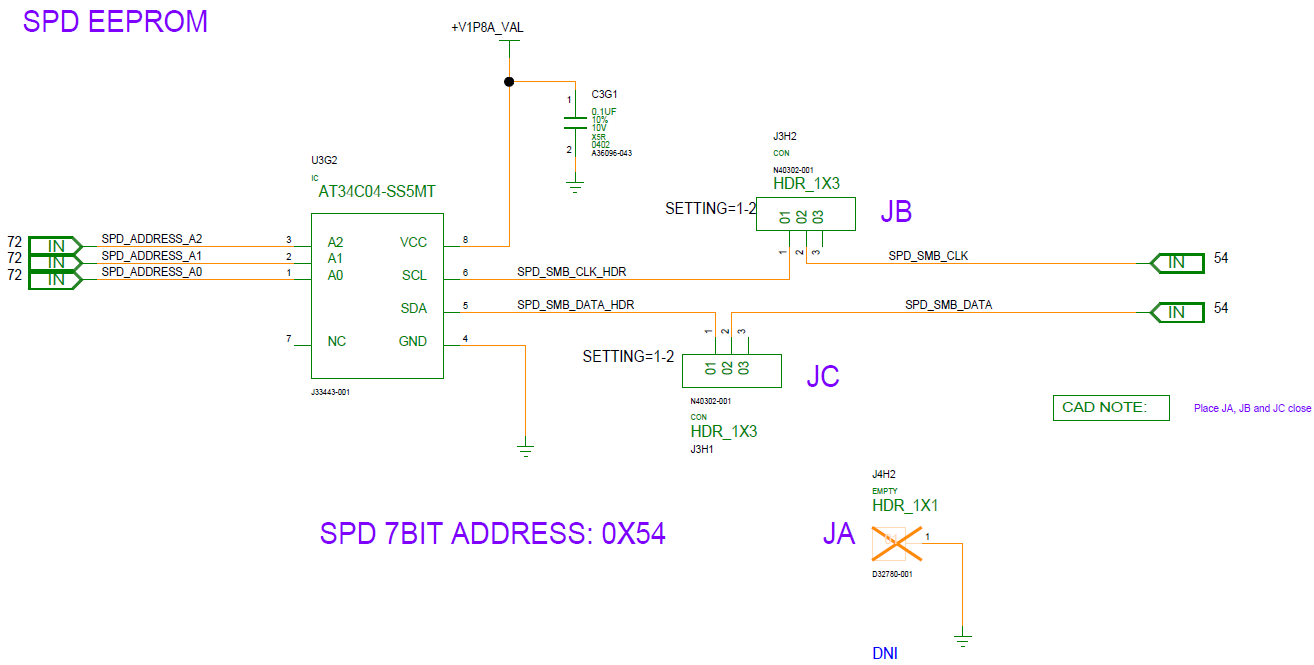 SPD EEPROM
+V1P8A_VAL
1
C3G1
0.1UF
10%
10V
X5R
0402
A36096-043
2
J3H2
CON
N40302-001
HDR_1X3
SETTING=1-2
01 02 03
JB
1 2 3
U3G2
IC
AT34C04-SS5MT
72 IN SPD_ADDRESS_A2 3 A2 VCC 8
72 IN SPD_ADDRESS_A1 2 A1
72 IN SPD_ADDRESS_A0 1 A0 SCL 6 SPD_SMB_CLK_HDR
SPD_SMB_CLK IN 54
SDA 5 SPD_SMB_DATA_HDR
SPD_SMB_DATA IN 54
7 NC GND 4
J33443-001
1 2 3
SETTING=1-2
01 02 03
JC
N40302-001
CON
HDR_1X3
J3H1
CAD NOTE:
Place JA, JB and JC close
J4H2
EMPTY
HDR_1X1
SPD 7BIT ADDRESS: 0X54
JA
1
D32780-001
DNI